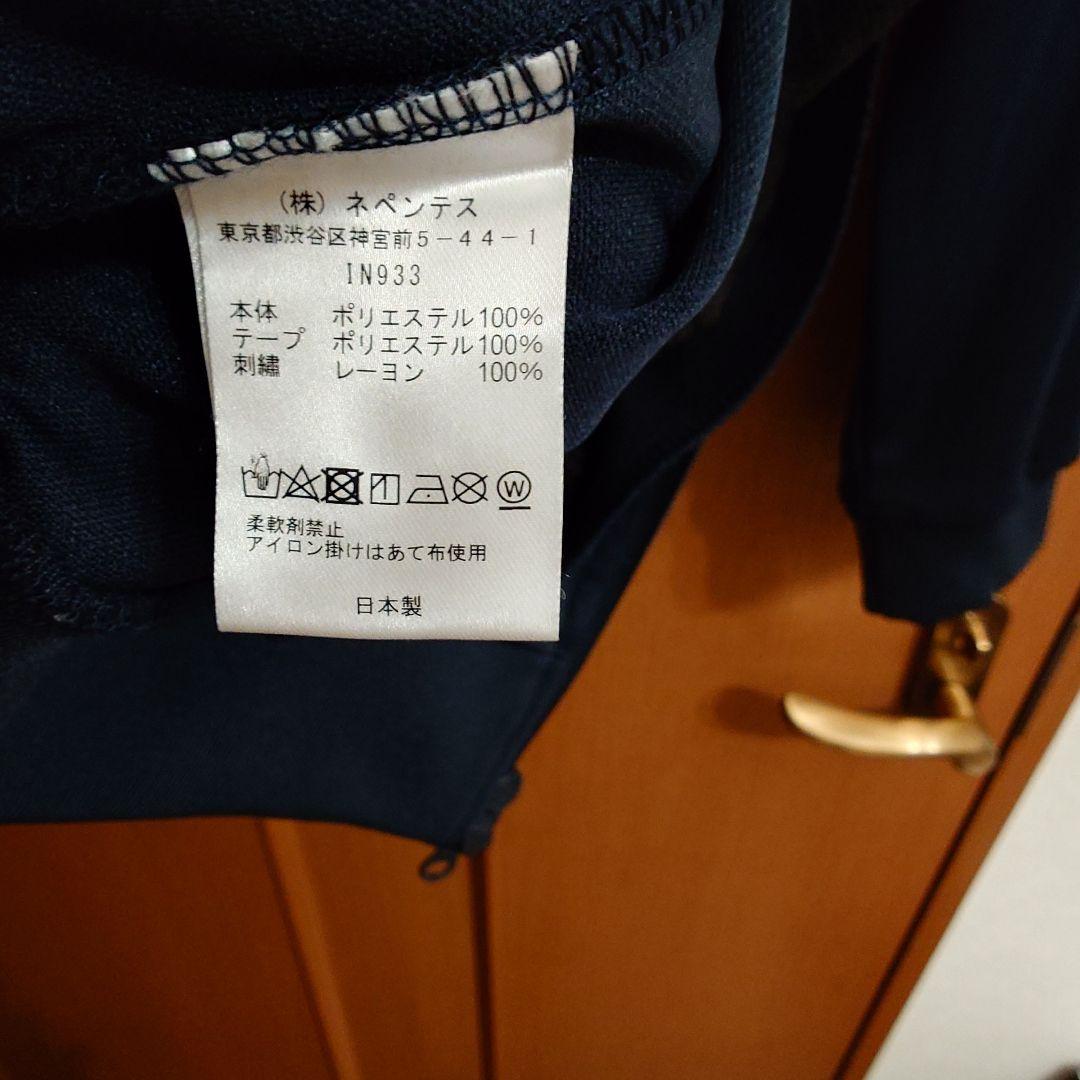 (株) ネペンテス
東京都渋谷区神宮前5-44-1
IN933
本体 ポリエステル100%
テープ ポリエステル100%
刺繍 レーヨン 100%
W
柔軟剤禁止
アイロン掛けはあて布使用
日本製